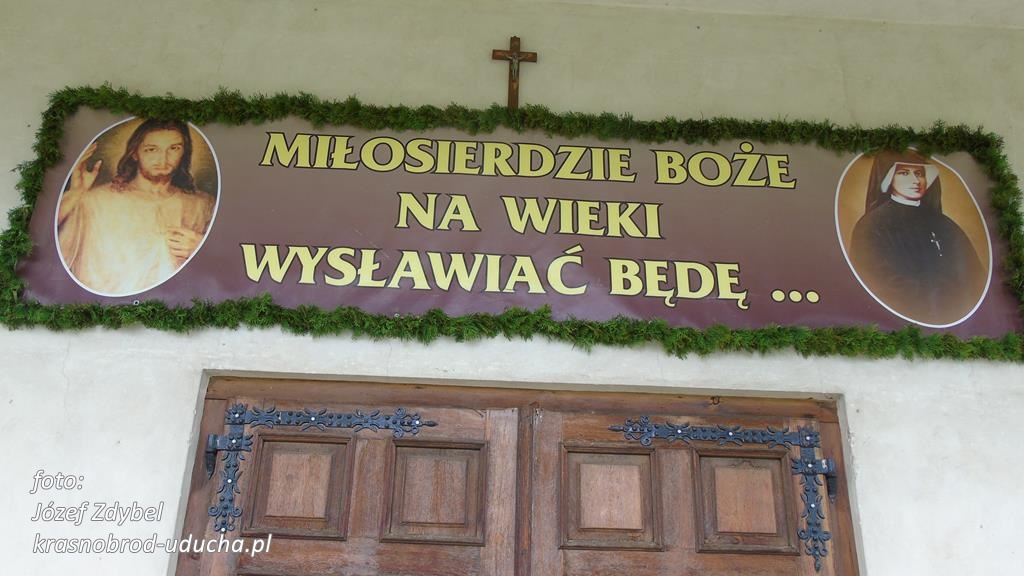 MIŁOSIERDZIE BOŻE
NA WIEKI
WYSŁAWIAĆ BĘDĘ ...
foto:
Józef Zdybel
krasnobrod-uducha.pl